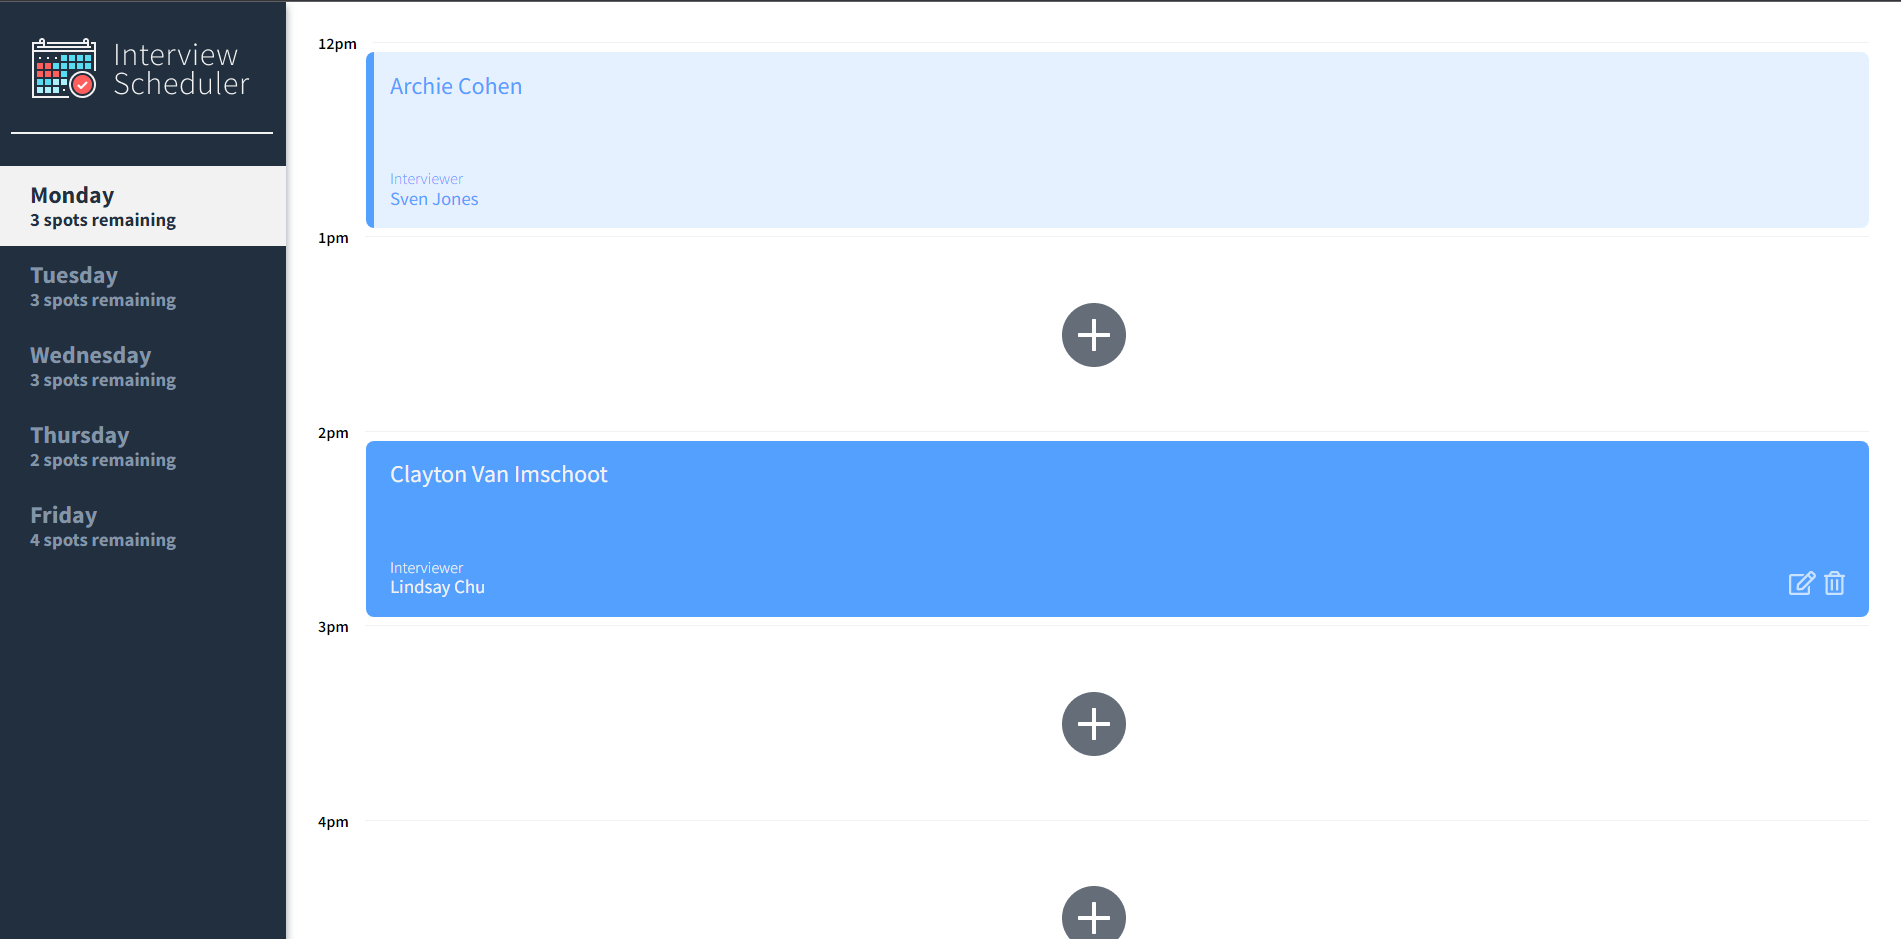 Interview
Scheduler
Monday
3 spots remaining
Tuesday
3 spots remaining
Wednesday
3 spots remaining
Thursday
2 spots remaining
Friday
4 spots remaining
12pm
Archie Cohen
Interviewer
Sven Jones
1pm
2pm
Clayton Van Imschoot
Interviewer
Lindsay Chu
3pm
4pm